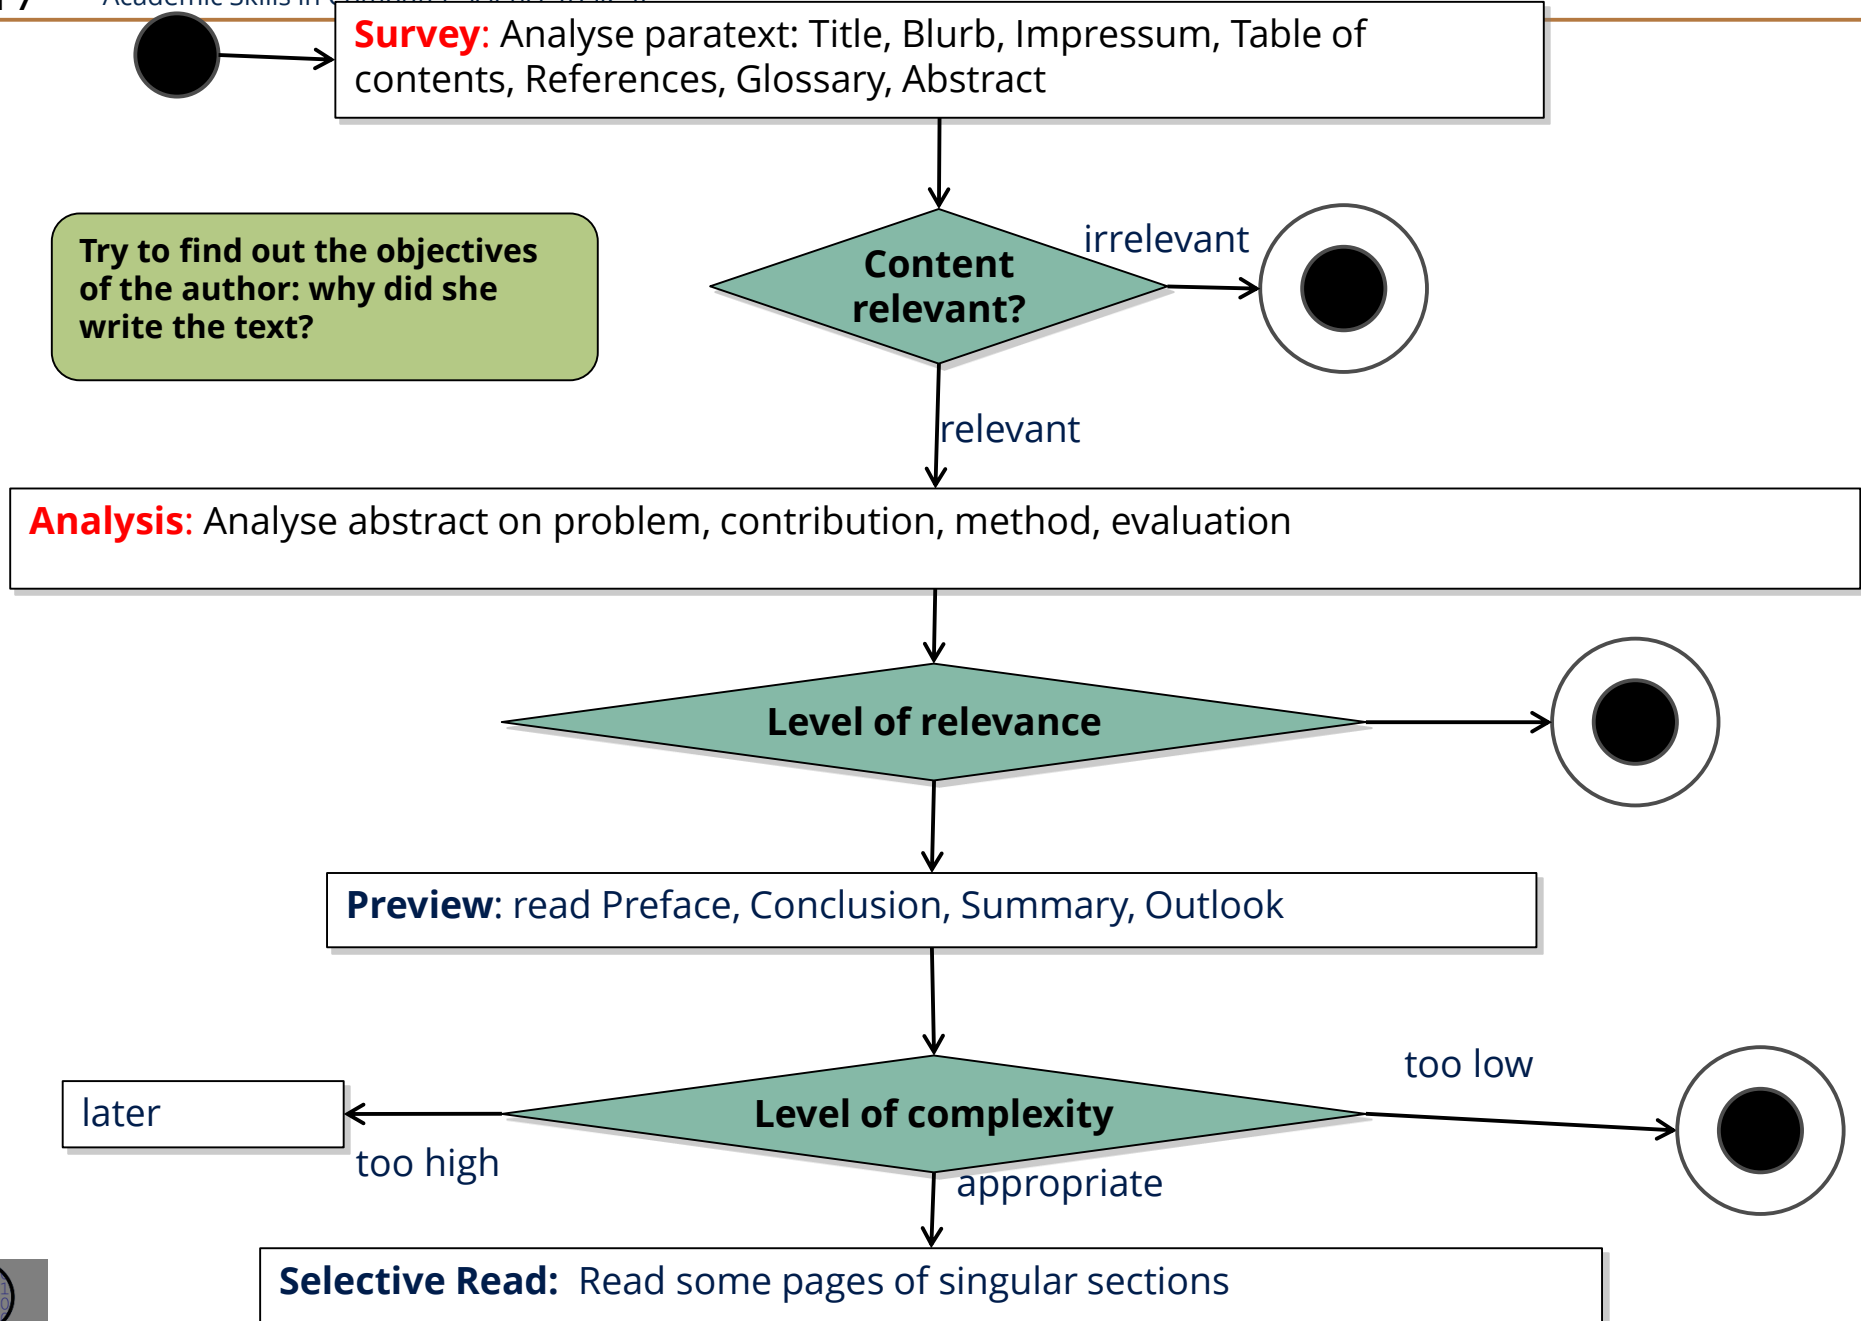 Academic Skills in
Survey: Analyse paratext: Title, Blurb, Impressum, Table of
contents, References, Glossary, Abstract
Try to find out the objectives
of the author: why did she
write the text?
Content
relevant?
irrelevant
relevant
Analysis: Analyse abstract on problem, contribution, method, evaluation
Level of relevance
Preview: read Preface, Conclusion, Summary, Outlook
too low
later
Level of complexity
too high
appropriate
Selective Read: Read some pages of singular sections